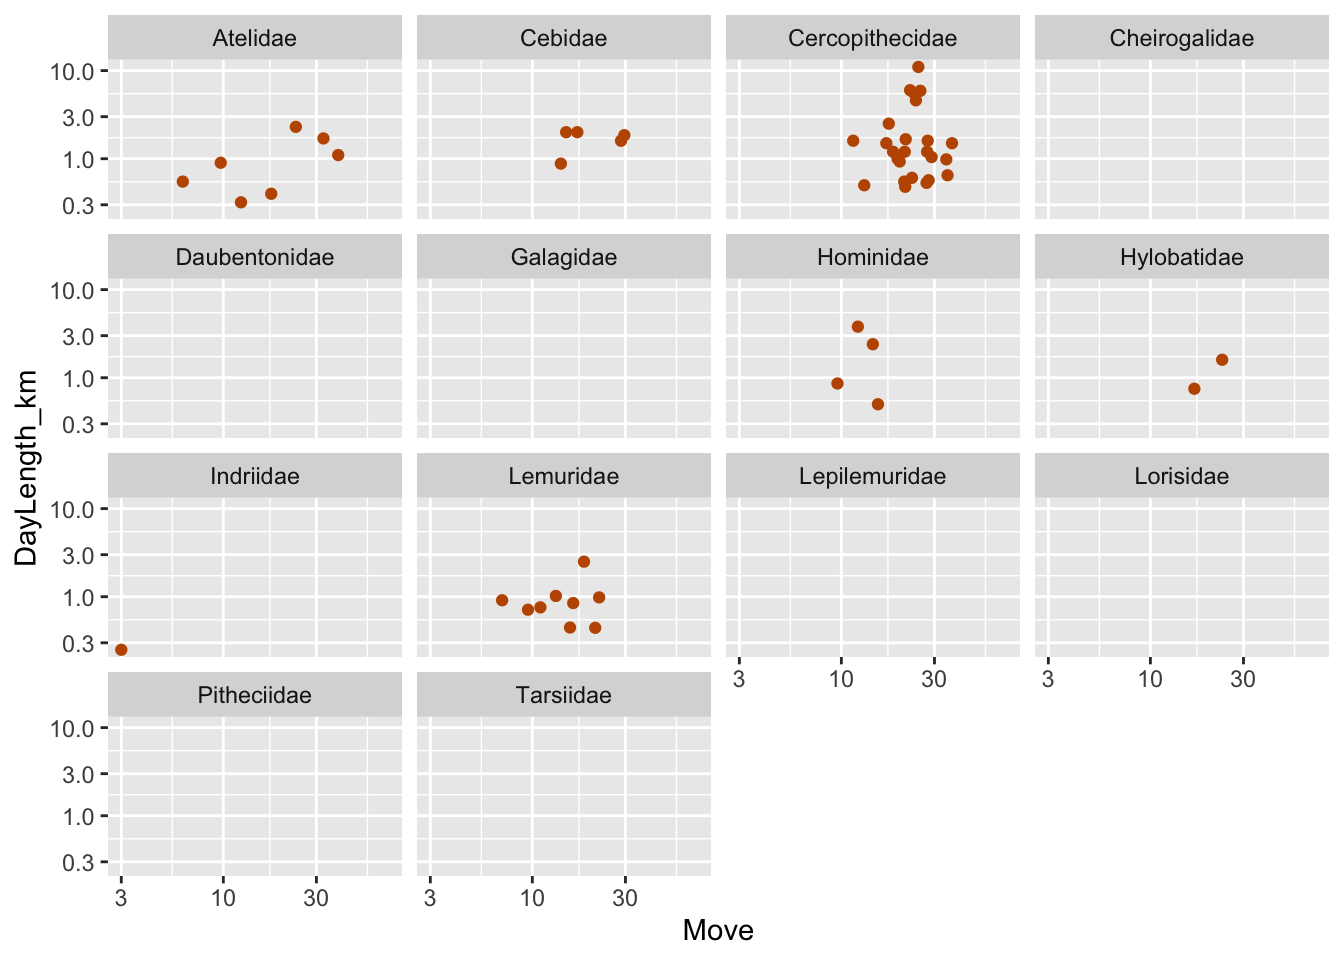 Atelidae Cebidae Cercopithecidae Cheirogalidae
10.0
3.0
1.0
0.3
Daubentonidae Galagidae Hominidae Hylobatidae
10.0
3.0
1.0
0.3
DayLength_km
Indriidae Lemuridae Lepilemuridae Lorisidae
10.0
3.0
1.0
0.3
3 10 30 3 10 30
Pitheciidae Tarsiidae
10.0
3.0
1.0
0.3
3 10 30 3 10 30
Move